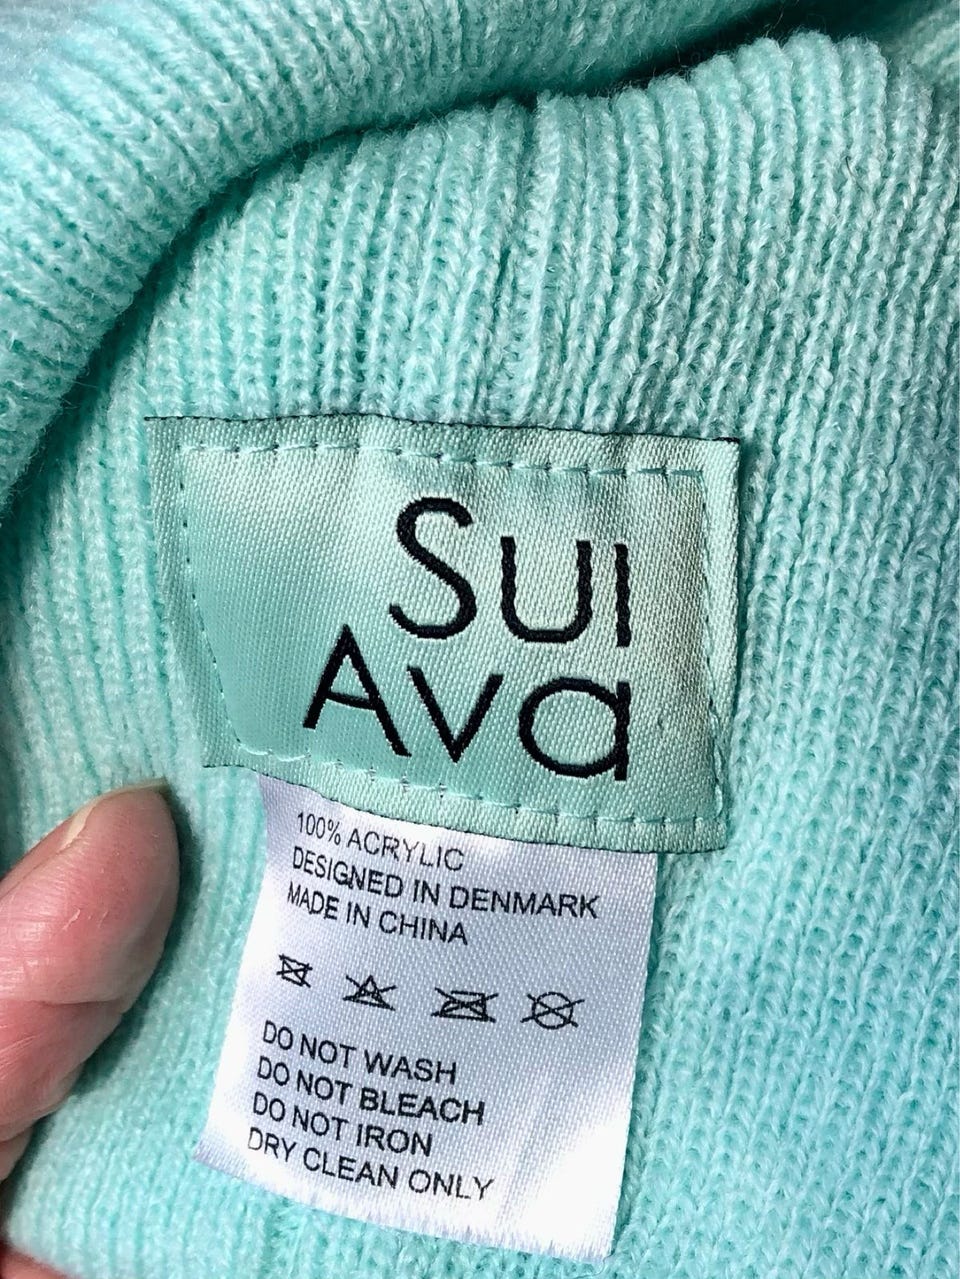 Sui
Ava
100% ACRYLIC
DESIGNED IN DENMARK
MADE IN CHINA
DO NOT WASH
DO NOT BLEACH
DO NOT IRON
DRY CLEAN ONLY